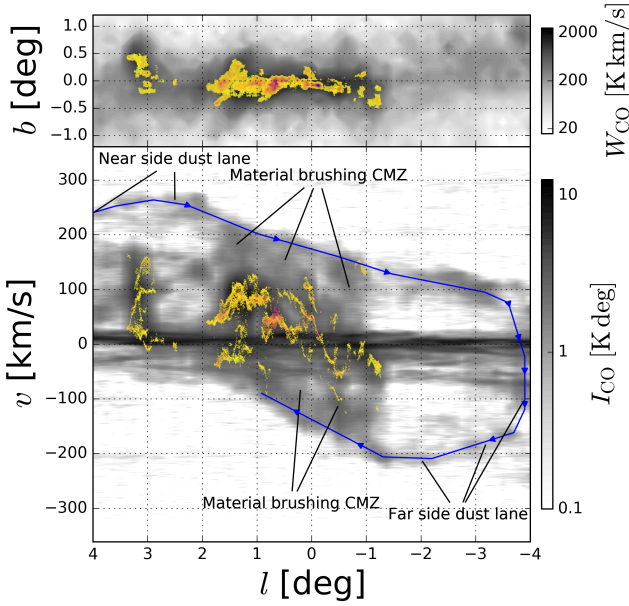 1.0
0.5
0.0
−0.5
−1.0
b [deg]
2000
200
20
W_CO [K km/s]
Near side dust lane
Material brushing CMZ
300
200
100
0
−100
−200
−300
v [km/s]
10
1
0.1
I_CO [K deg]
Material brushing CMZ
Far side dust lane
4 3 2 1 0 −1 −2 −3 −4
l [deg]